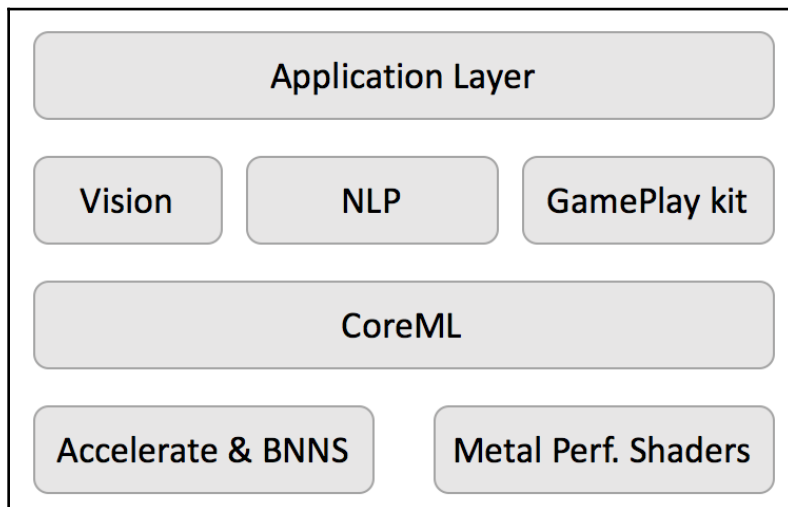 Application Layer
Vision
NLP
GamePlay kit
CoreML
Accelerate & BNNS
Metal Perf. Shaders